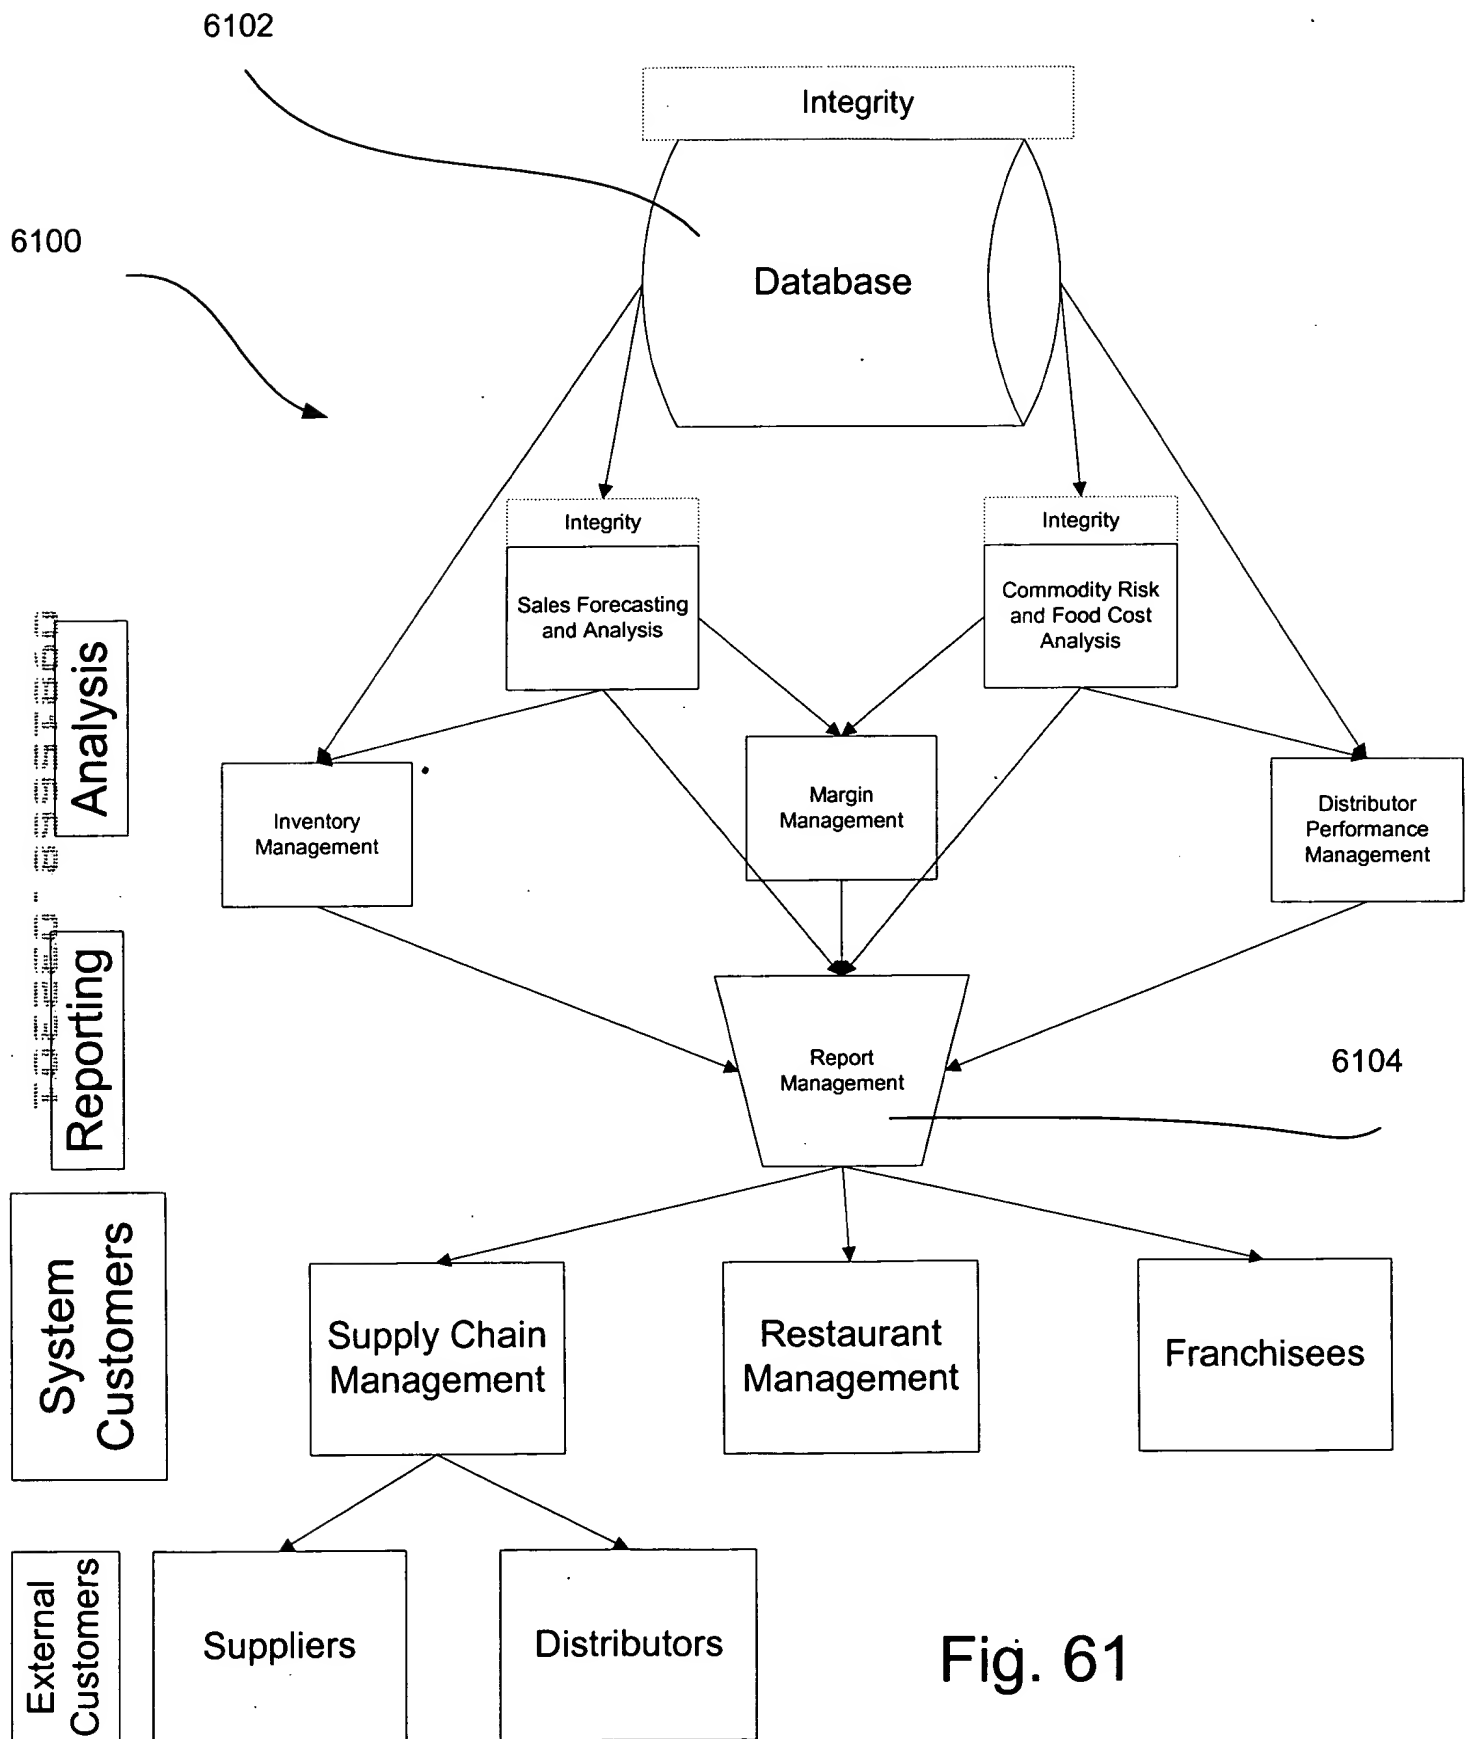 6102
Integrity
6100
Database
Integrity
Integrity
Sales Forecasting
and Analysis
Commodity Risk
and Food Cost
Analysis
Analysis
Inventory
Management
Margin
Management
Distributor
Performance
Management
Reporting
Report
Management
6104
System
Customers
Supply Chain
Management
Restaurant
Management
Franchisees
External
Customers
Suppliers
Distributors
Fig. 61